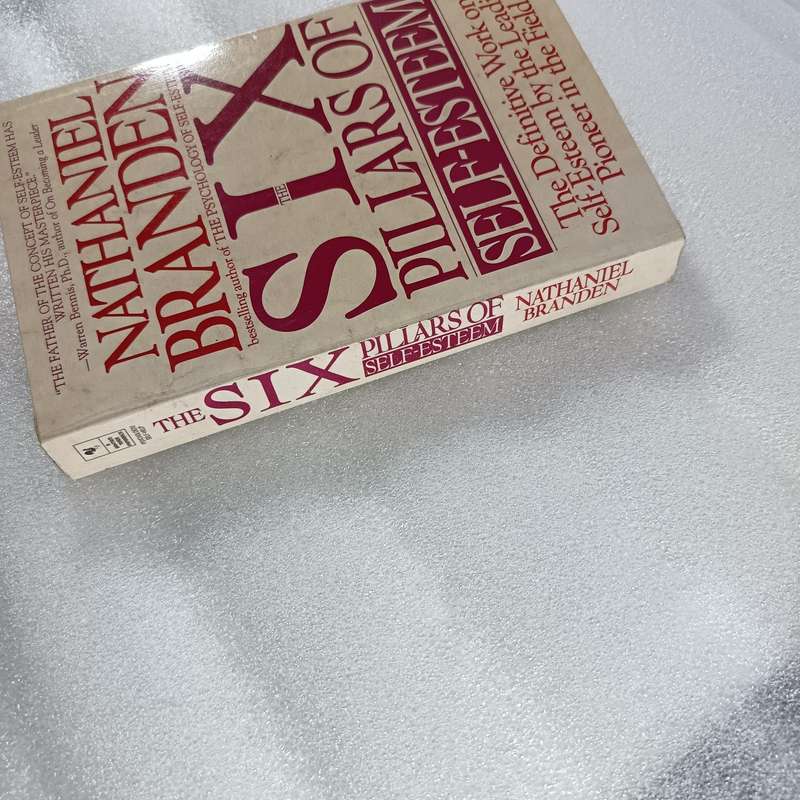 "THE FATHER OF THE CONCEPT OF SELF-ESTEEM HAS
WRITTEN HIS MASTERPIECE."
—Warren Bennis, Ph.D., author of On Becoming a Leader
NATHANIEL
BRANDEN
bestselling author of THE PSYCHOLOGY OF SELF-ESTE
THE
SIX
PILLARS OF
SELF-ESTEEM
The Definitive Work on
Self-Esteem by the Leadi
Pioneer in the Field
THE SIX PILLARS OF
SELF-ESTEEM
NATHANIEL
BRANDEN